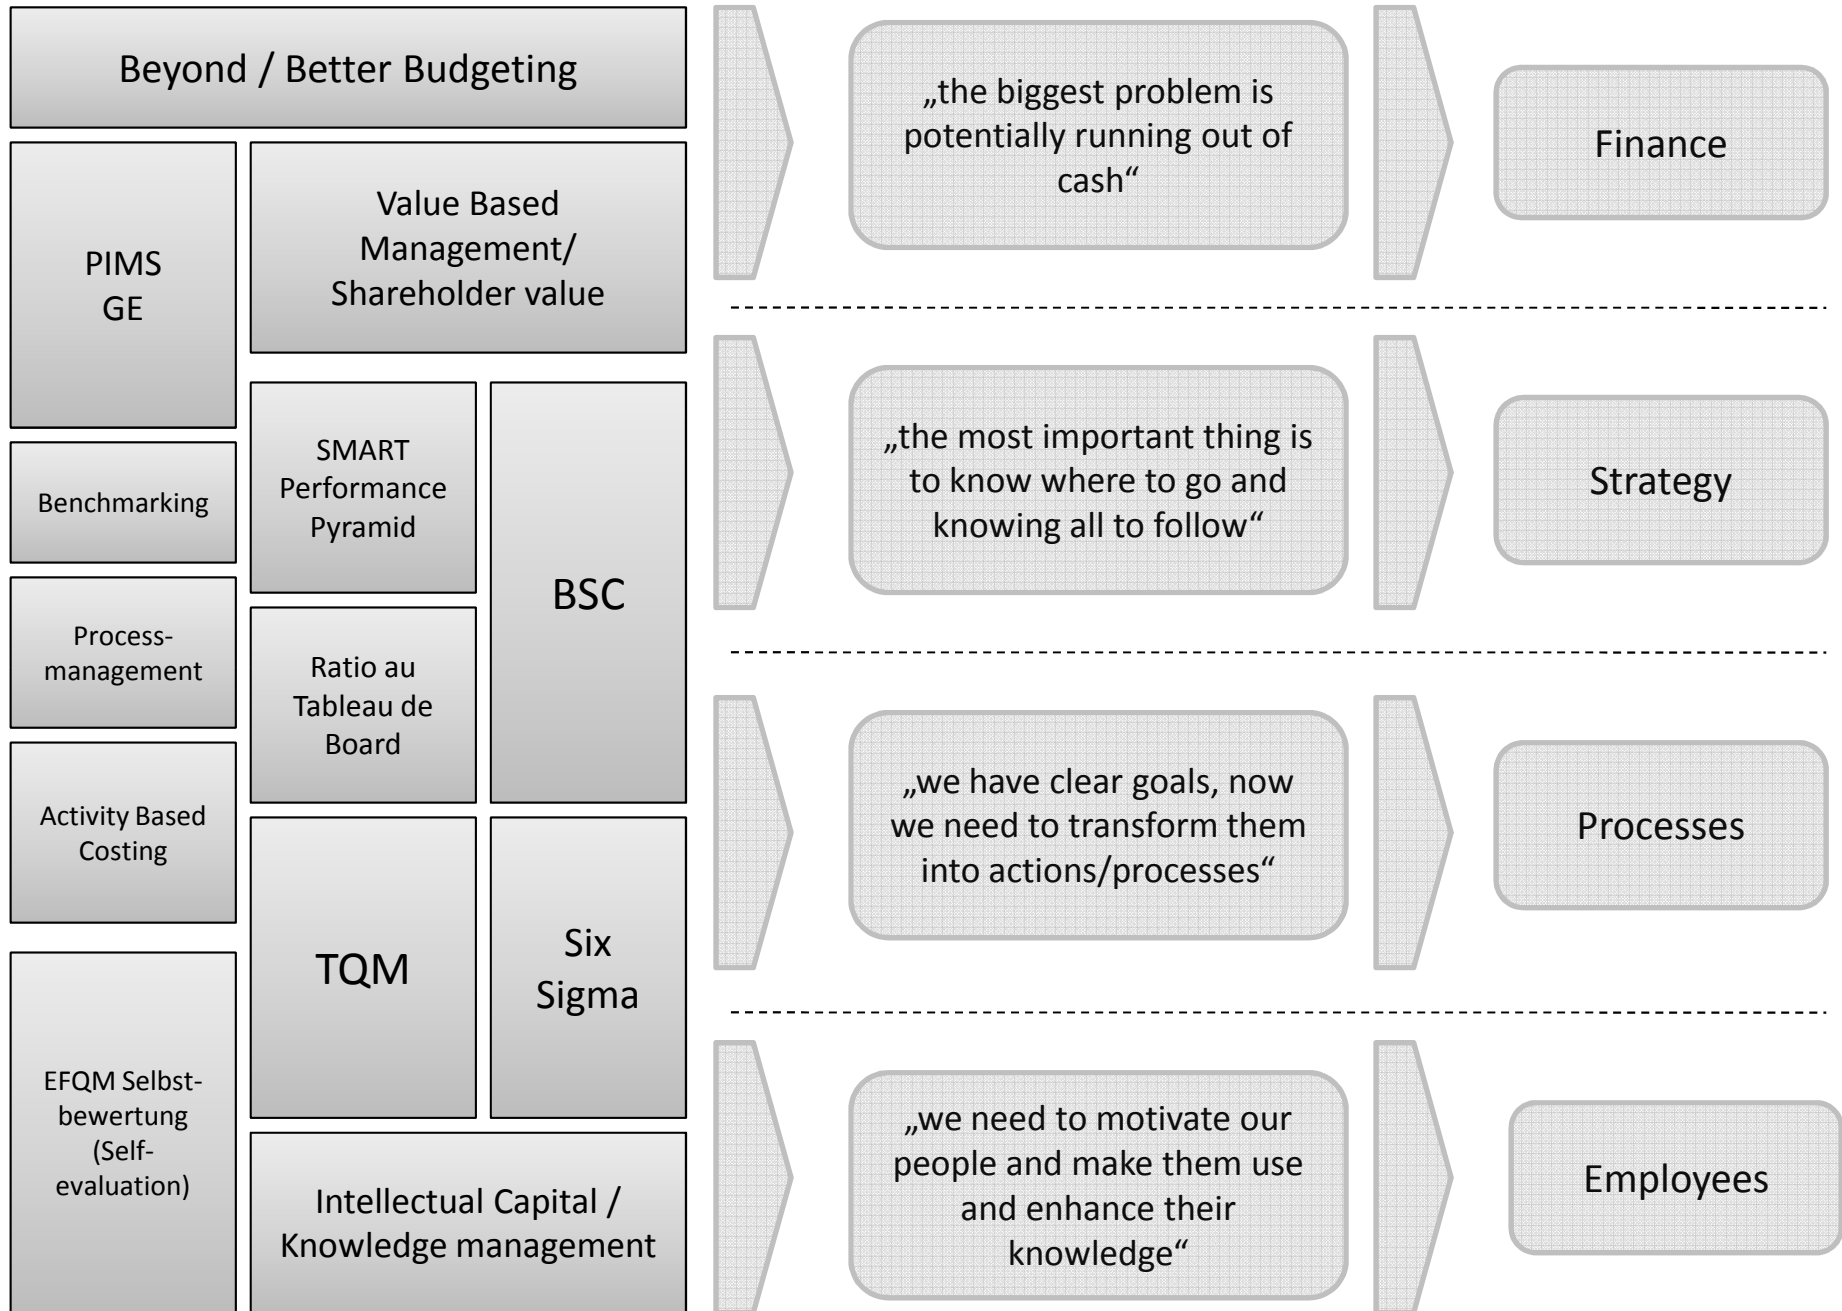 Beyond / Better Budgeting
PIMS
GE
Value Based
Management/
Shareholder value
Benchmarking
SMART
Performance
Pyramid
BSC
Process-
management
Ratio au
Tableau de
Board
Activity Based
Costing
TQM
Six
Sigma
EFQM Selbst-
bewertung
(Self-
evaluation)
Intellectual Capital /
Knowledge management
„the biggest problem is
potentially running out of
cash“
Finance
„the most important thing is
to know where to go and
knowing all to follow“
Strategy
„we have clear goals, now
we need to transform them
into actions/processes“
Processes
„we need to motivate our
people and make them use
and enhance their
knowledge“
Employees